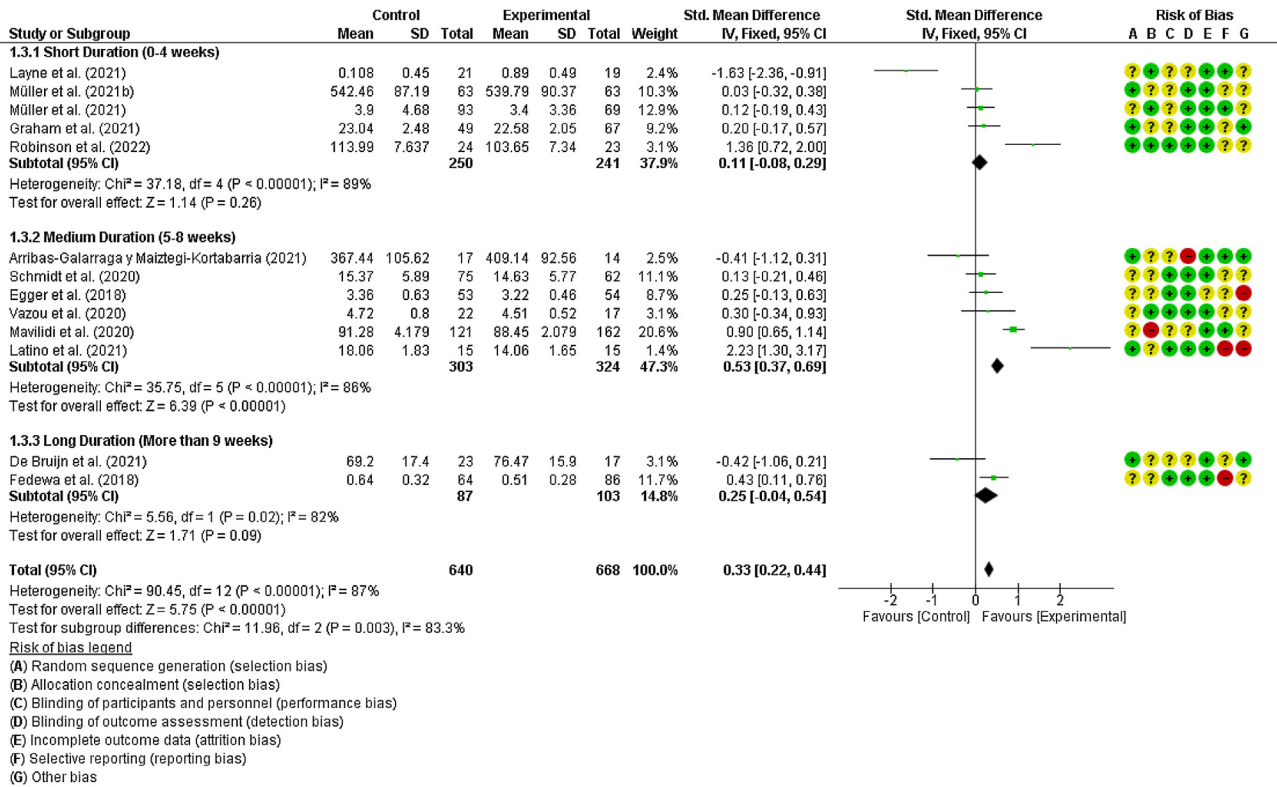 Control Experimental Std. Mean Difference Std. Mean Difference Risk of Bias
Study or Subgroup Mean SD Total Mean SD Total Weight IV, Fixed, 95% CI IV, Fixed, 95% CI A B C D E F G
1.3.1 Short Duration (0-4 weeks)
Layne et al. (2021) 0.108 0.45 21 0.89 0.49 19 2.4% -1.63 [-2.36, -0.91] ? + ? ? + + ?
Müller et al. (2021b) 542.46 87.19 63 539.79 90.37 63 10.3% 0.03 [-0.32, 0.38] ? + ? + + ? ?
Müller et al. (2021) 3.9 4.68 93 3.4 3.36 69 12.9% 0.12 [-0.19, 0.43] ? + ? + + + ?
Graham et al. (2021) 23.04 2.48 49 22.58 2.05 67 9.2% 0.20 [-0.17, 0.57] ? ? + + + ? +
Robinson et al. (2022) 113.99 7.637 24 103.65 7.34 23 3.1% 1.36 [0.72, 2.00] + + + + + ? ?
Subtotal (95% CI) 250 241 37.9% 0.11 [-0.08, 0.29]
Heterogeneity: Chi² = 37.18, df = 4 (P < 0.00001); I² = 89%
Test for overall effect: Z = 1.14 (P = 0.26)
1.3.2 Medium Duration (5-8 weeks)
Arribas-Galarraga y Maiztegi-Kortabarria (2021) 367.44 105.62 17 409.14 92.56 14 2.5% -0.41 [-1.12, 0.31] + ? ? - + + +
Schmidt et al. (2020) 15.37 5.89 75 14.63 5.77 62 11.1% 0.13 [-0.21, 0.46] ? ? + + + ? ?
Egger et al. (2018) 3.36 0.63 53 3.22 0.46 54 8.7% 0.25 [-0.13, 0.63] ? ? + ? + ? -
Vazou et al. (2020) 4.72 0.8 22 4.51 0.52 17 3.1% 0.30 [-0.34, 0.93] ? ? + + + ? ?
Mavilidi et al. (2020) 91.28 4.179 121 88.45 2.079 162 20.6% 0.90 [0.65, 1.14] ? - ? ? + + ?
Latino et al. (2021) 18.06 1.83 15 14.06 1.65 15 1.4% 2.23 [1.30, 3.17] + ? + + + - -
Subtotal (95% CI) 303 324 47.3% 0.53 [0.37, 0.69]
Heterogeneity: Chi² = 35.75, df = 5 (P < 0.00001); I² = 86%
Test for overall effect: Z = 6.39 (P < 0.00001)
1.3.3 Long Duration (More than 9 weeks)
De Bruijn et al. (2021) 69.2 17.4 23 76.47 15.9 17 3.1% -0.42 [-1.06, 0.21] + ? ? + + ? +
Fedewa et al. (2018) 0.64 0.32 64 0.51 0.28 86 11.7% 0.43 [0.11, 0.76] ? ? + + + - ?
Subtotal (95% CI) 87 103 14.8% 0.25 [-0.04, 0.54]
Heterogeneity: Chi² = 5.56, df = 1 (P = 0.02); I² = 82%
Test for overall effect: Z = 1.71 (P = 0.09)
Total (95% CI) 640 668 100.0% 0.33 [0.22, 0.44]
Heterogeneity: Chi² = 90.45, df = 12 (P < 0.00001); I² = 87%
Test for overall effect: Z = 5.75 (P < 0.00001)
Test for subgroup differences: Chi² = 11.96, df = 2 (P = 0.003), I² = 83.3%
-2 -1 0 1 2
Favours [Control] Favours [Experimental]
Risk of bias legend
(A) Random sequence generation (selection bias)
(B) Allocation concealment (selection bias)
(C) Blinding of participants and personnel (performance bias)
(D) Blinding of outcome assessment (detection bias)
(E) Incomplete outcome data (attrition bias)
(F) Selective reporting (reporting bias)
(G) Other bias